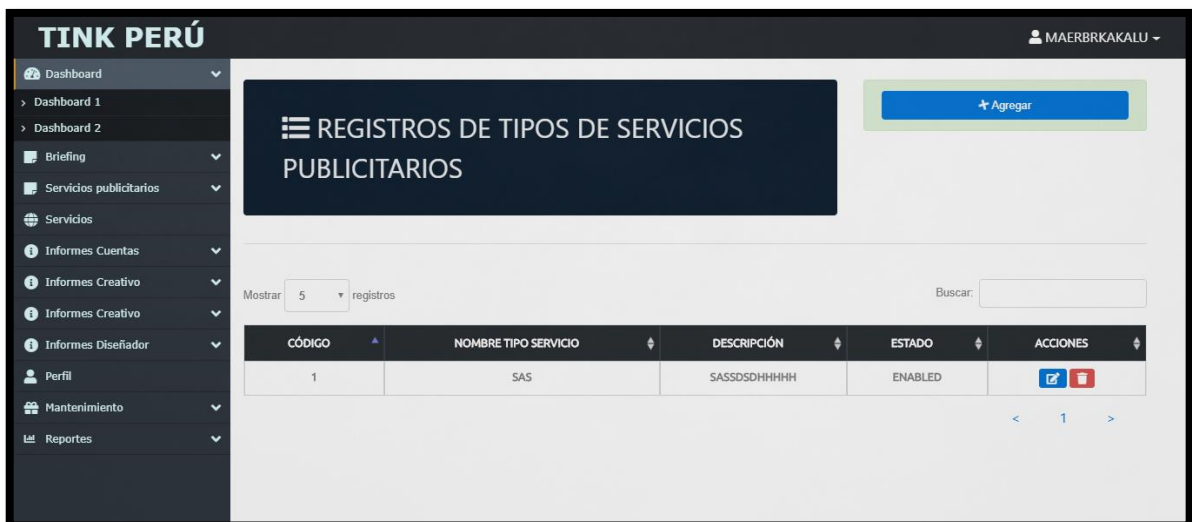 TINK PERÚ
MAERBRKAKALU
Dashboard
Dashboard 1
Dashboard 2
Briefing
Servicios publicitarios
Servicios
Informes Cuentas
Informes Creativo
Informes Creativo
Informes Diseñador
Perfil
Mantenimiento
Reportes
REGISTROS DE TIPOS DE SERVICIOS
PUBLICITARIOS
Agregar
Mostrar 5 registros
Buscar:
CÓDIGO NOMBRE TIPO SERVICIO DESCRIPCIÓN ESTADO ACCIONES
1 SAS SASSDSDHHHHH ENABLED
< 1 >